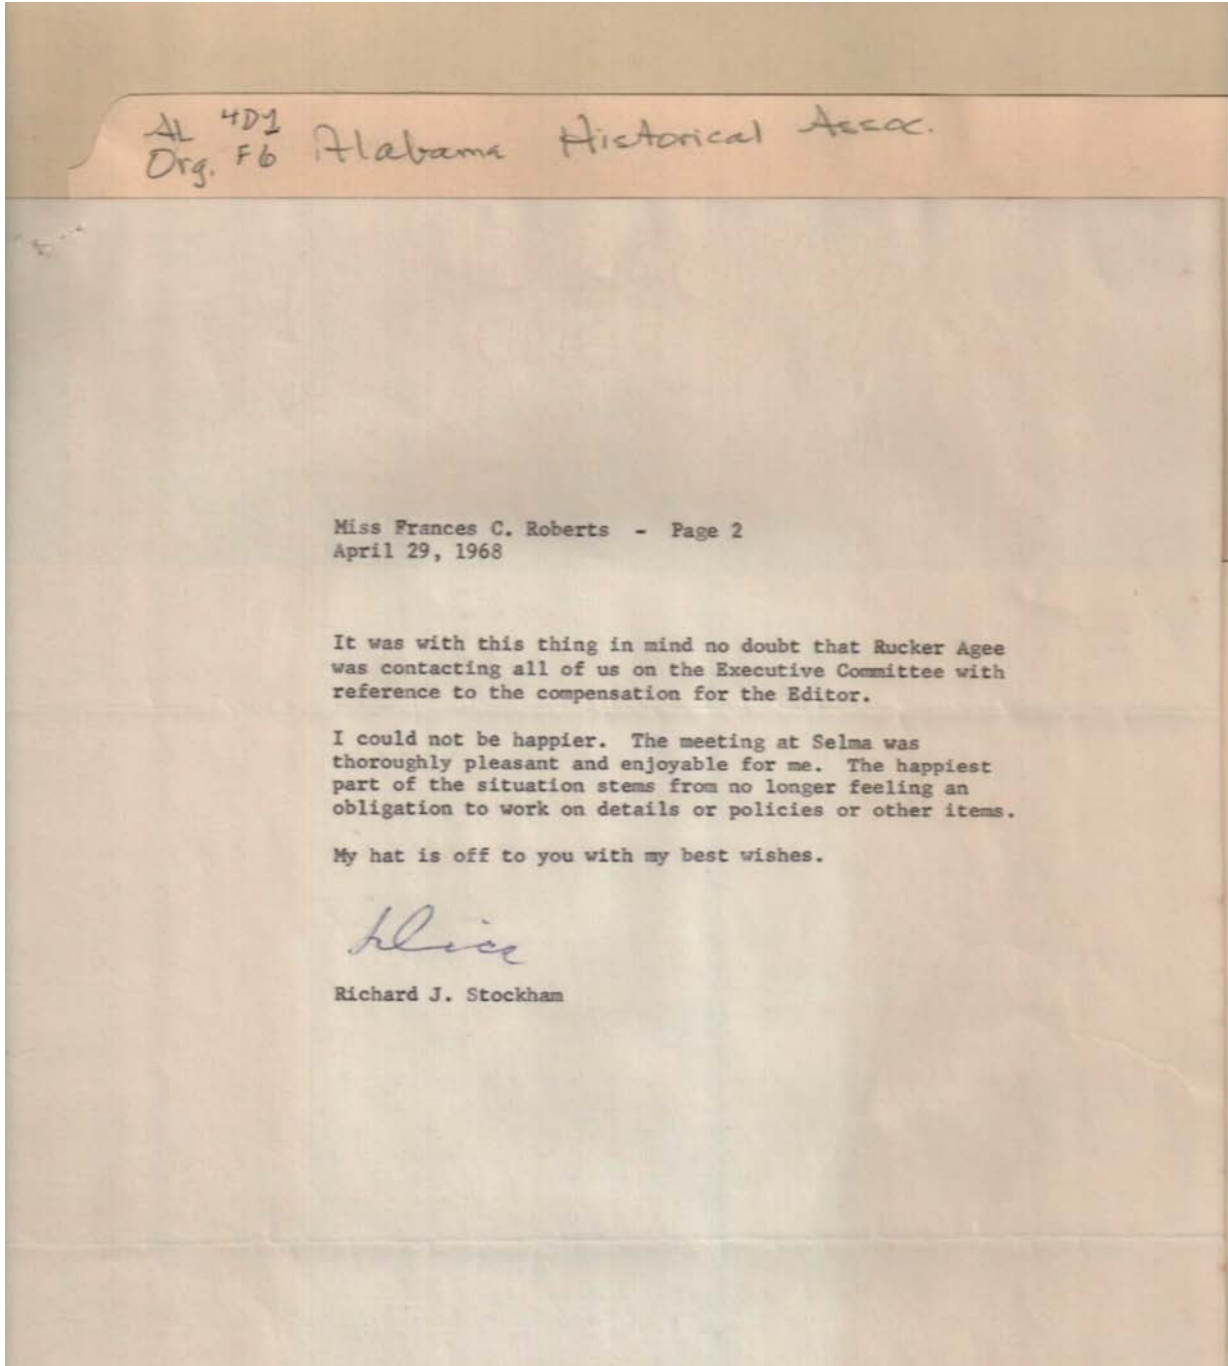 AL 4D1
Org. F6 Alabama Historical Assoc.
Miss Frances C. Roberts - Page 2
April 29, 1968
It was with this thing in mind no doubt that Rucker Agee
was contacting all of us on the Executive Committee with
reference to the compensation for the Editor.
I could not be happier. The meeting at Selma was
thoroughly pleasant and enjoyable for me. The happiest
part of the situation stems from no longer feeling an
obligation to work on details or policies or other items.
My hat is off to you with my best wishes.
Richard J. Stockham